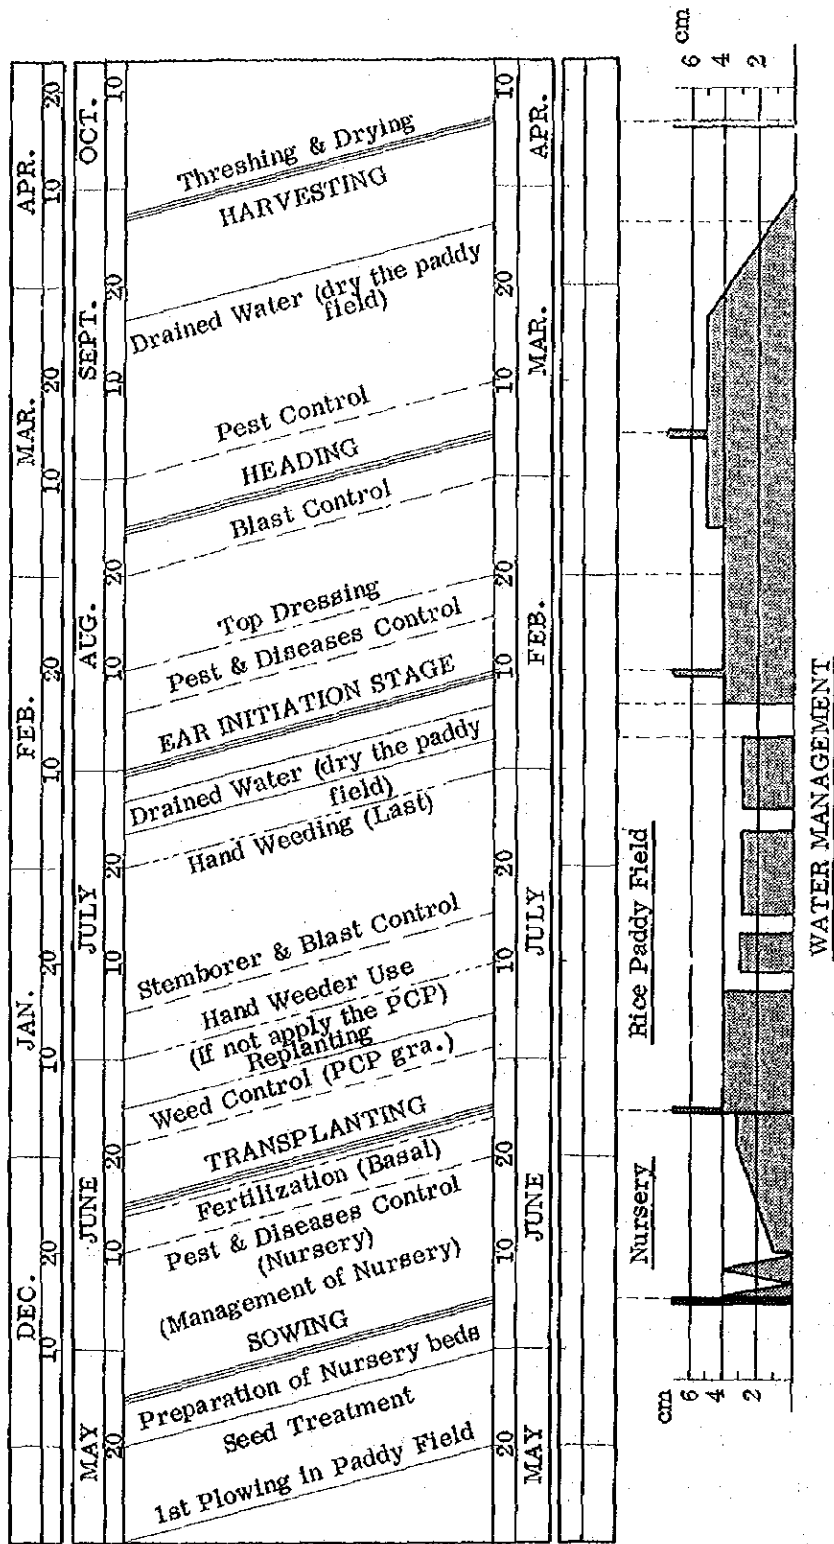 DEC. JAN. FEB. MAR. APR.
10 20 10 20 10 20 10 20 10 20
MAY JUNE JULY AUG. SEPT. OCT.
20 10 20 10 20 10 20 10 20 10
1st Plowing in Paddy Field
Seed Treatment
Preparation of Nursery beds
SOWING
(Management of Nursery)
Pest & Diseases Control
(Nursery)
Fertilization (Basal)
TRANSPLANTING
Weed Control (PCP gra.)
Replanting
Hand Weeder Use
(if not apply the PCP)
Stemborer & Blast Control
Hand Weeding (Last)
Drained Water (dry the paddy
field)
EAR INITIATION STAGE
Pest & Diseases Control
Top Dressing
Blast Control
HEADING
Pest Control
Drained Water (dry the paddy
field)
HARVESTING
Threshing & Drying
20 10 20 10 20 10 20 10 20 10
MAY JUNE JULY FEB. MAR. APR.
Nursery
Rice Paddy Field
cm
6
4
2
cm
6
4
2
WATER MANAGEMENT